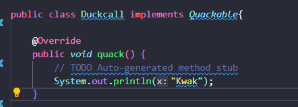 public class Duckcall implements Quackable{
@Override
public void quack() {
// TODO Auto-generated method stub
System.out.println(x:"Kwak");
}